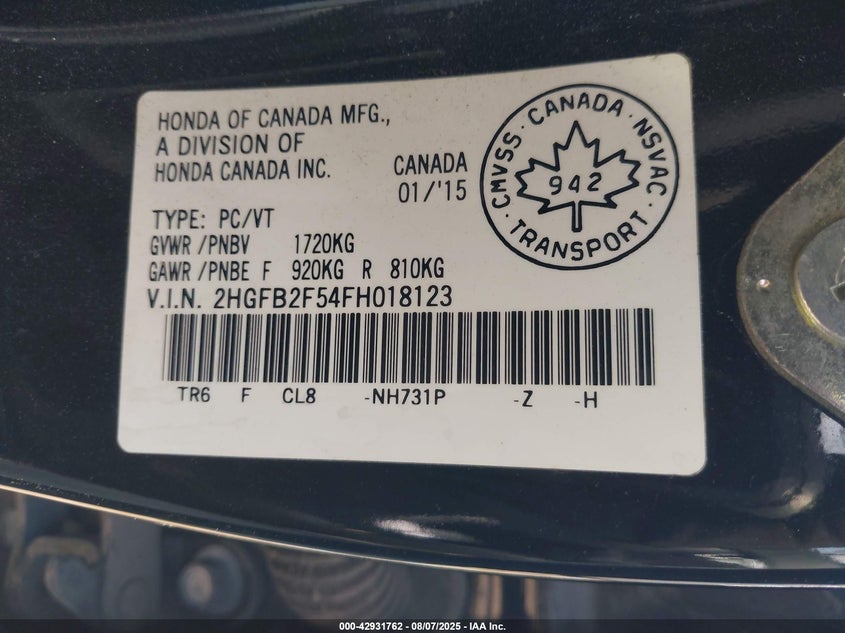 HONDA OF CANADA MFG.,
A DIVISION OF
HONDA CANADA INC.
CANADA
01/'15
TYPE: PC/VT
GVWR /PNBV 1720KG
GAWR /PNBE F 920KG R 810KG
V.I.N. 2HGFB2F54FH018123
TR6 F CL8 -NH731P -Z -H
CMVSS · CANADA · NSVAC · TRANSPORT ·
942
000-42931762 - 08/07/2025 - IAA Inc.